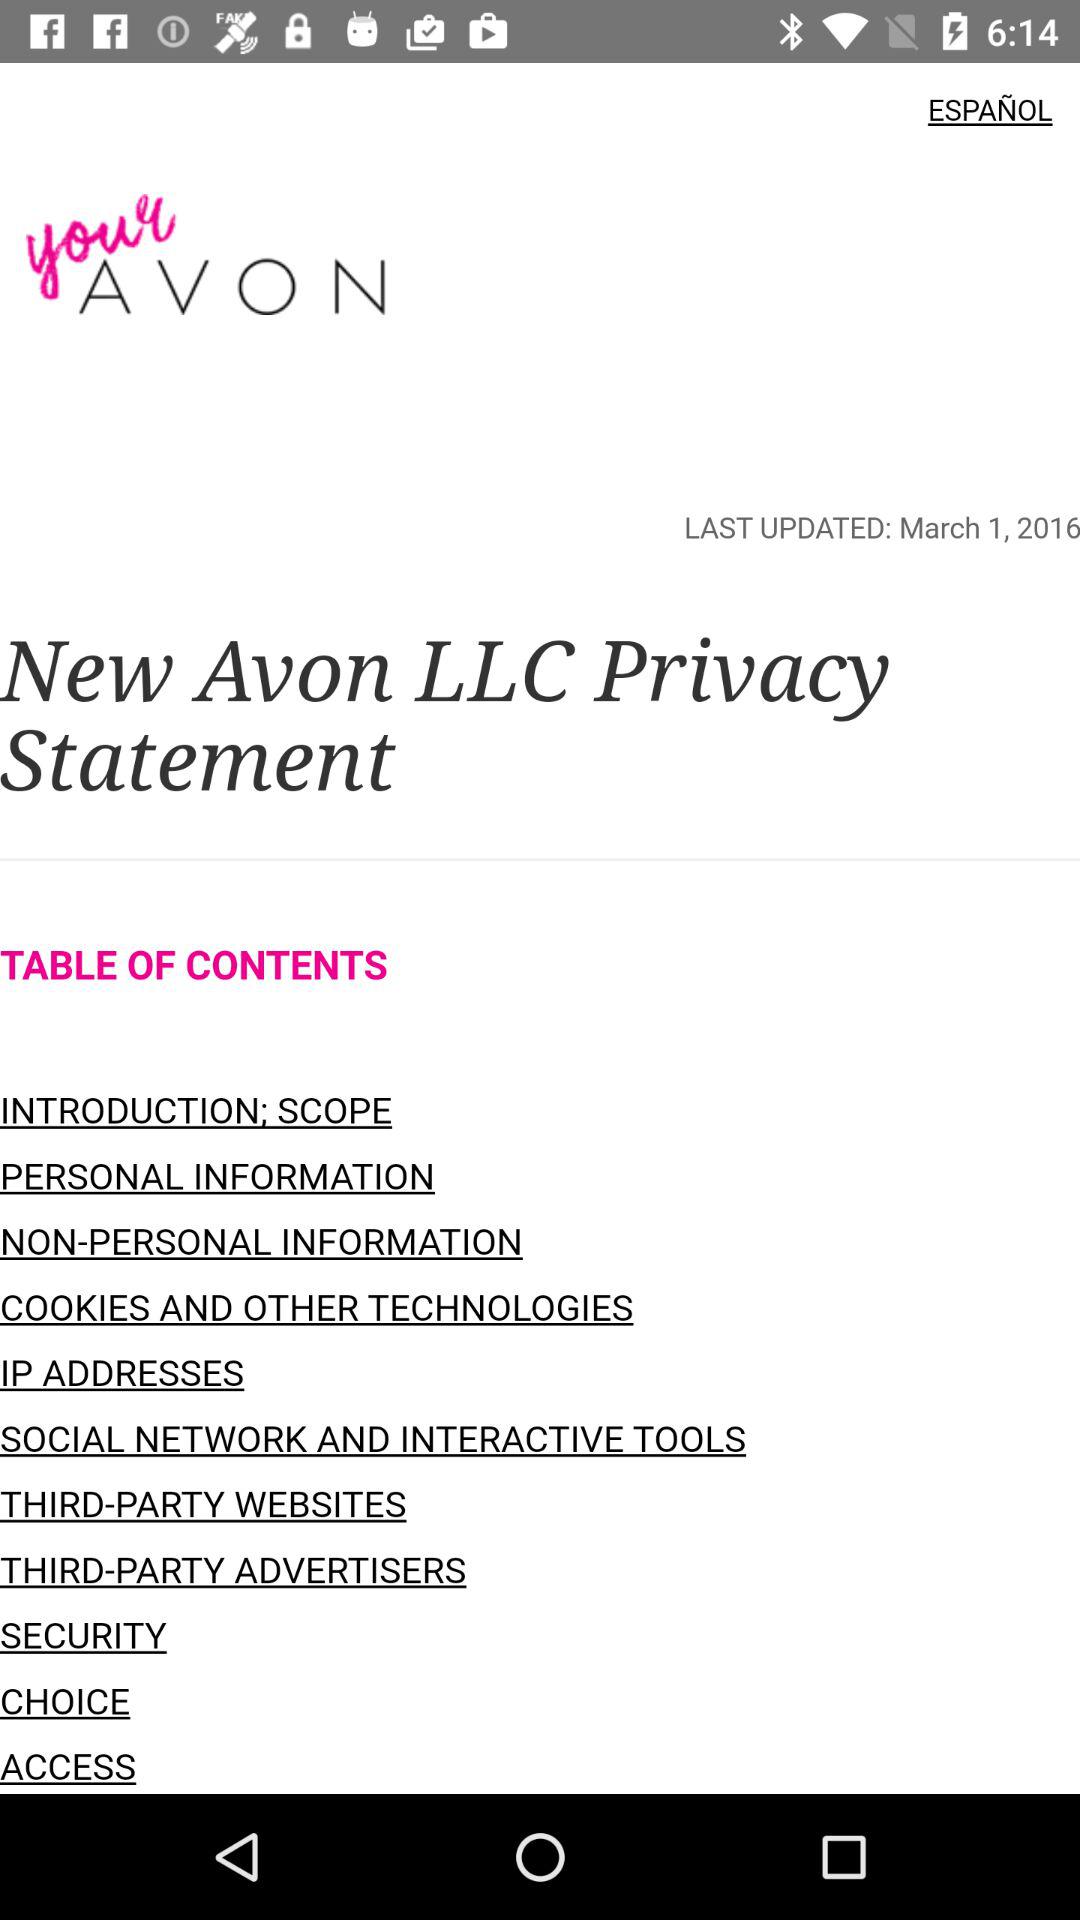 FAK
6:14
ESPAÑOL
your
AVON
LAST UPDATED: March 1, 2016
New Avon LLC Privacy
Statement
TABLE OF CONTENTS
INTRODUCTION; SCOPE
PERSONAL INFORMATION
NON-PERSONAL INFORMATION
COOKIES AND OTHER TECHNOLOGIES
IP ADDRESSES
SOCIAL NETWORK AND INTERACTIVE TOOLS
THIRD-PARTY WEBSITES
THIRD-PARTY ADVERTISERS
SECURITY
CHOICE
ACCESS